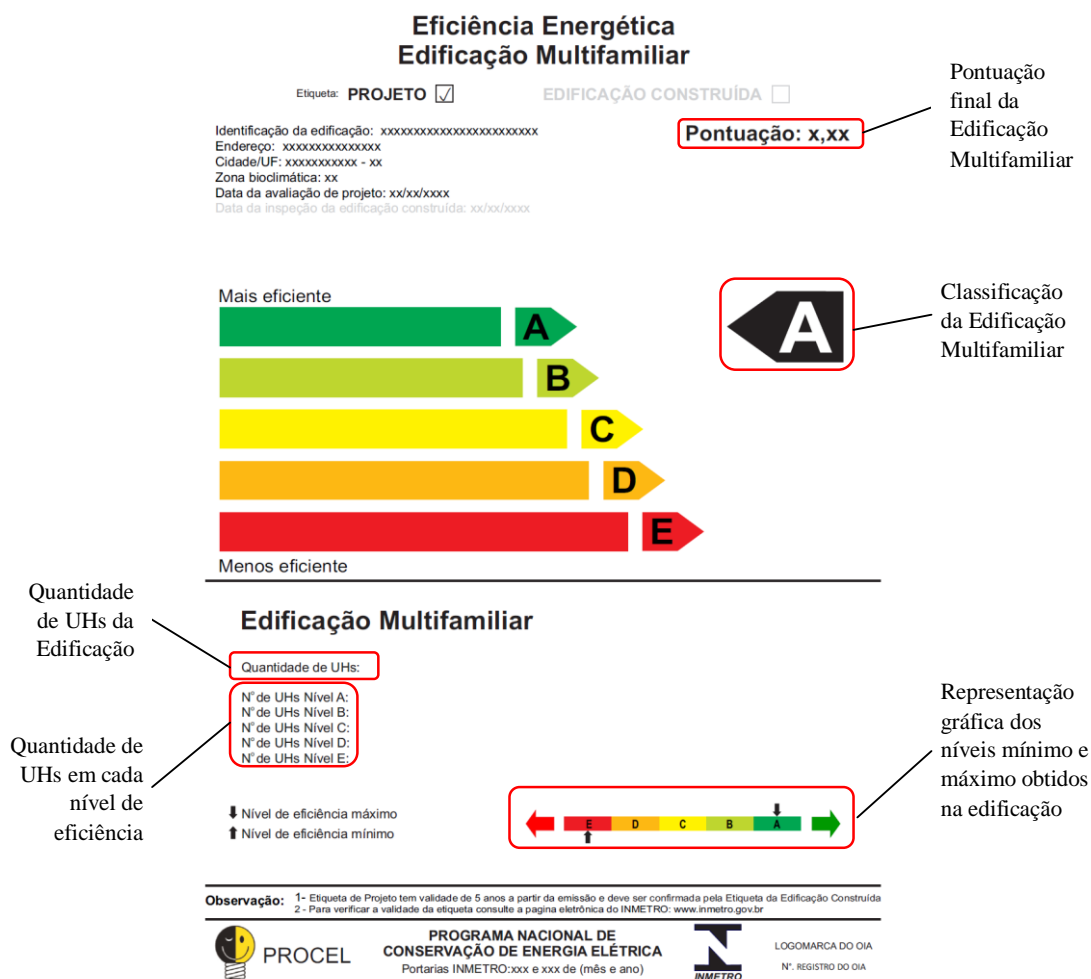 Eficiência Energética
Edificação Multifamiliar
Etiqueta: PROJETO ☑ EDIFICAÇÃO CONSTRUÍDA ☐
Identificação da edificação: xxxxxxxxxxxxxxxxxxxxxxxx
Endereço: xxxxxxxxxxxxxxx
Cidade/UF: xxxxxxxxxxx - xx
Zona bioclimática: xx
Data da avaliação de projeto: xx/xx/xxxx
Data da inspeção da edificação construída: xx/xx/xxxx
Pontuação: x,xx
Pontuação
final da
Edificação
Multifamiliar
Mais eficiente
A
B
C
D
E
Menos eficiente
A
Classificação
da Edificação
Multifamiliar
Quantidade
de UHs da
Edificação
Edificação Multifamiliar
Quantidade de UHs:
N° de UHs Nível A:
N° de UHs Nível B:
N° de UHs Nível C:
N° de UHs Nível D:
N° de UHs Nível E:
Quantidade de
UHs em cada
nível de
eficiência
Nível de eficiência máximo
Nível de eficiência mínimo
E D C B A
Representação
gráfica dos
níveis mínimo e
máximo obtidos
na edificação
Observação: 1- Etiqueta de Projeto tem validade de 5 anos a partir da emissão e deve ser confirmada pela Etiqueta da Edificação Construída
2 - Para verificar a validade da etiqueta consulte a pagina eletrônica do INMETRO: www.inmetro.gov.br
PROCEL
PROGRAMA NACIONAL DE
CONSERVAÇÃO DE ENERGIA ELÉTRICA
Portarias INMETRO:xxx e xxx de (mês e ano)
INMETRO
LOGOMARCA DO OIA
N°. REGISTRO DO OIA